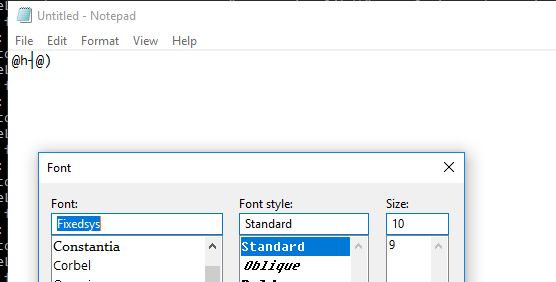 Untitled - Notepad
File Edit Format View Help
@h-|@)
Font
Font: Font style: Size:
Fixedsys Standard 10
Constantia Standard 9
Corbel Oblique